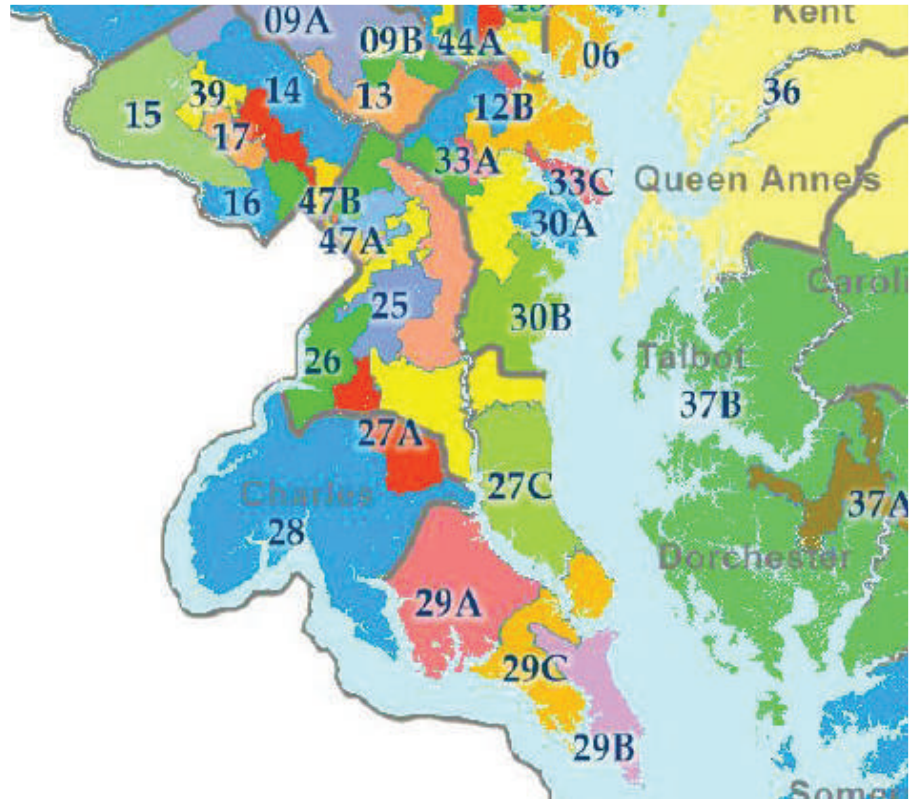 Kent
09A
09B
44A
06
39
14
13
12B
36
15
17
33A
33C
Queen Anne's
16
47B
30A
47A
25
30B
26
Talbot
37B
27A
27C
37A
Charles
28
Dorchester
29A
29C
29B